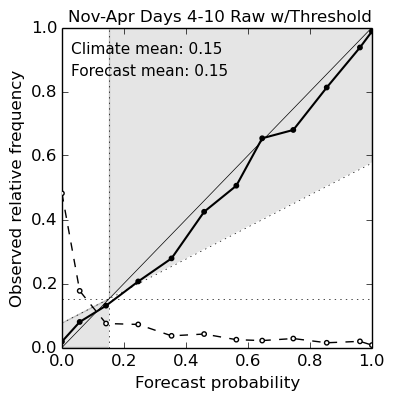 Nov-Apr Days 4-10 Raw w/Threshold
Climate mean: 0.15
Forecast mean: 0.15
Observed relative frequency
1.0
0.8
0.6
0.4
0.2
0.0
0.0 0.2 0.4 0.6 0.8 1.0
Forecast probability